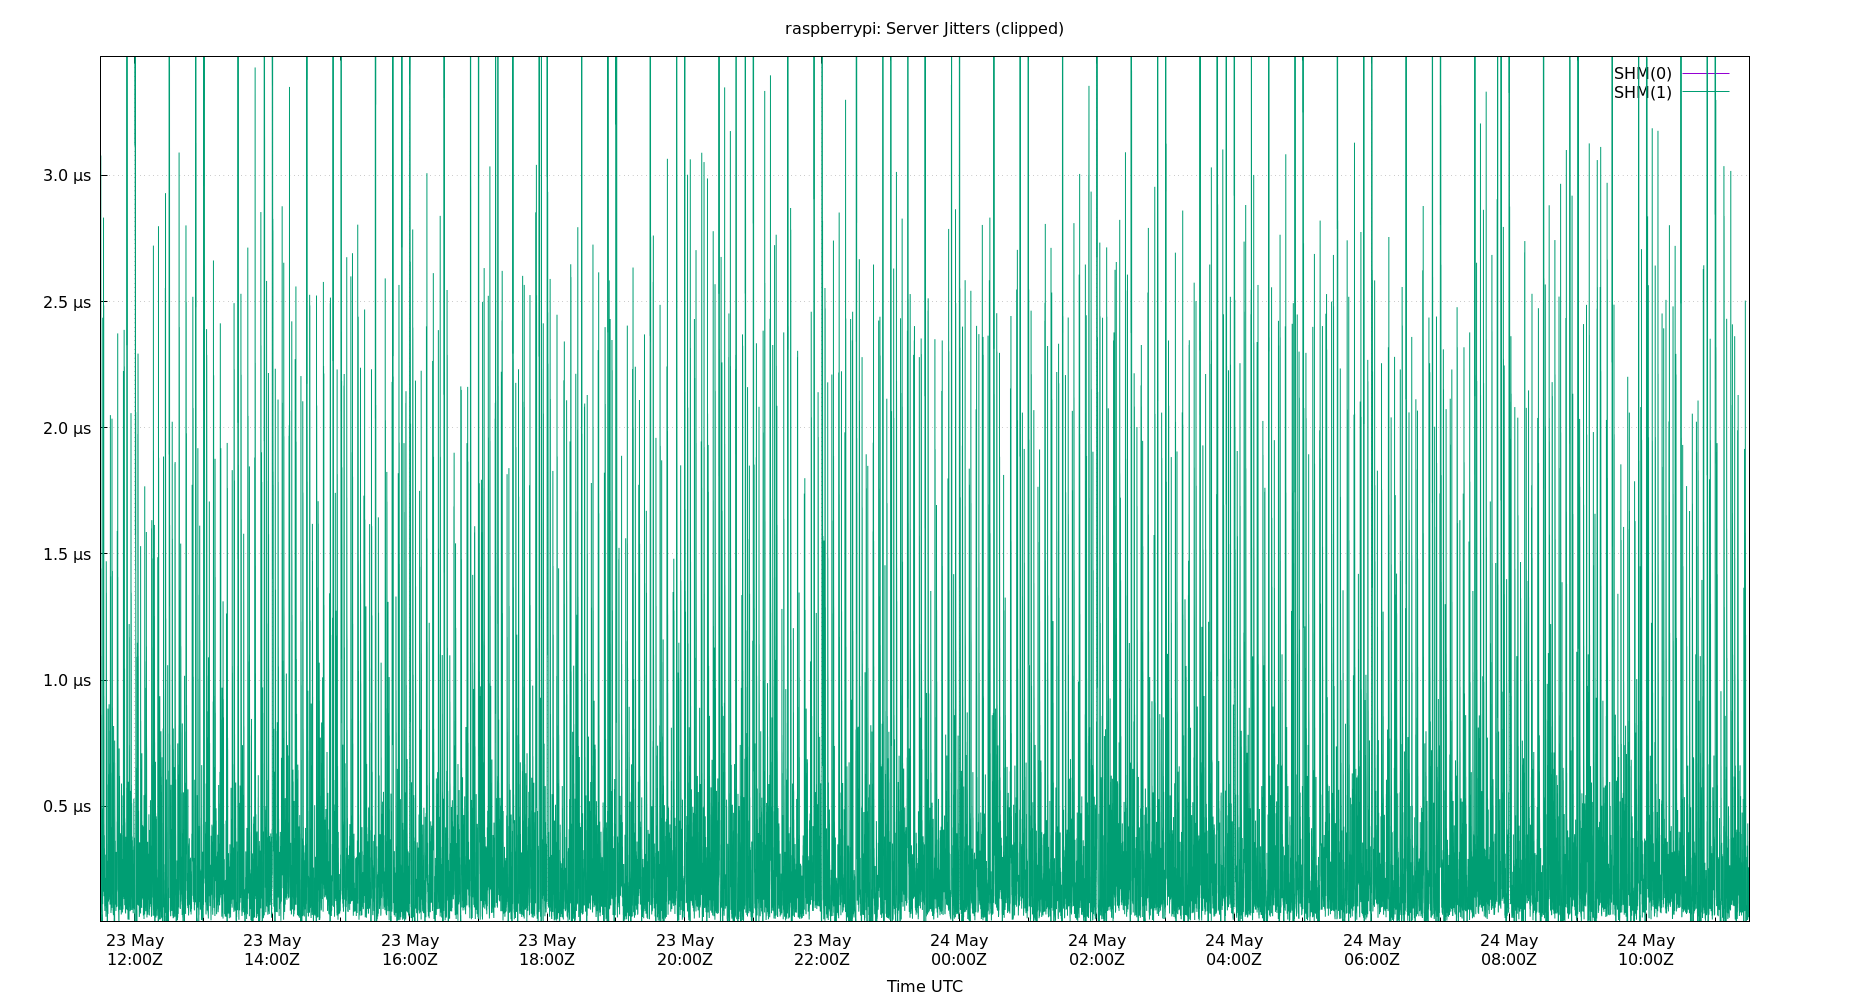 raspberrypi: Server Jitters (clipped)
SHM(0)
SHM(1)
3.0 μs
2.5 μs
2.0 μs
1.5 μs
1.0 μs
0.5 μs
23 May 23 May 23 May 23 May 23 May 23 May 24 May 24 May 24 May 24 May 24 May 24 May
12:00Z 14:00Z 16:00Z 18:00Z 20:00Z 22:00Z 00:00Z 02:00Z 04:00Z 06:00Z 08:00Z 10:00Z
Time UTC